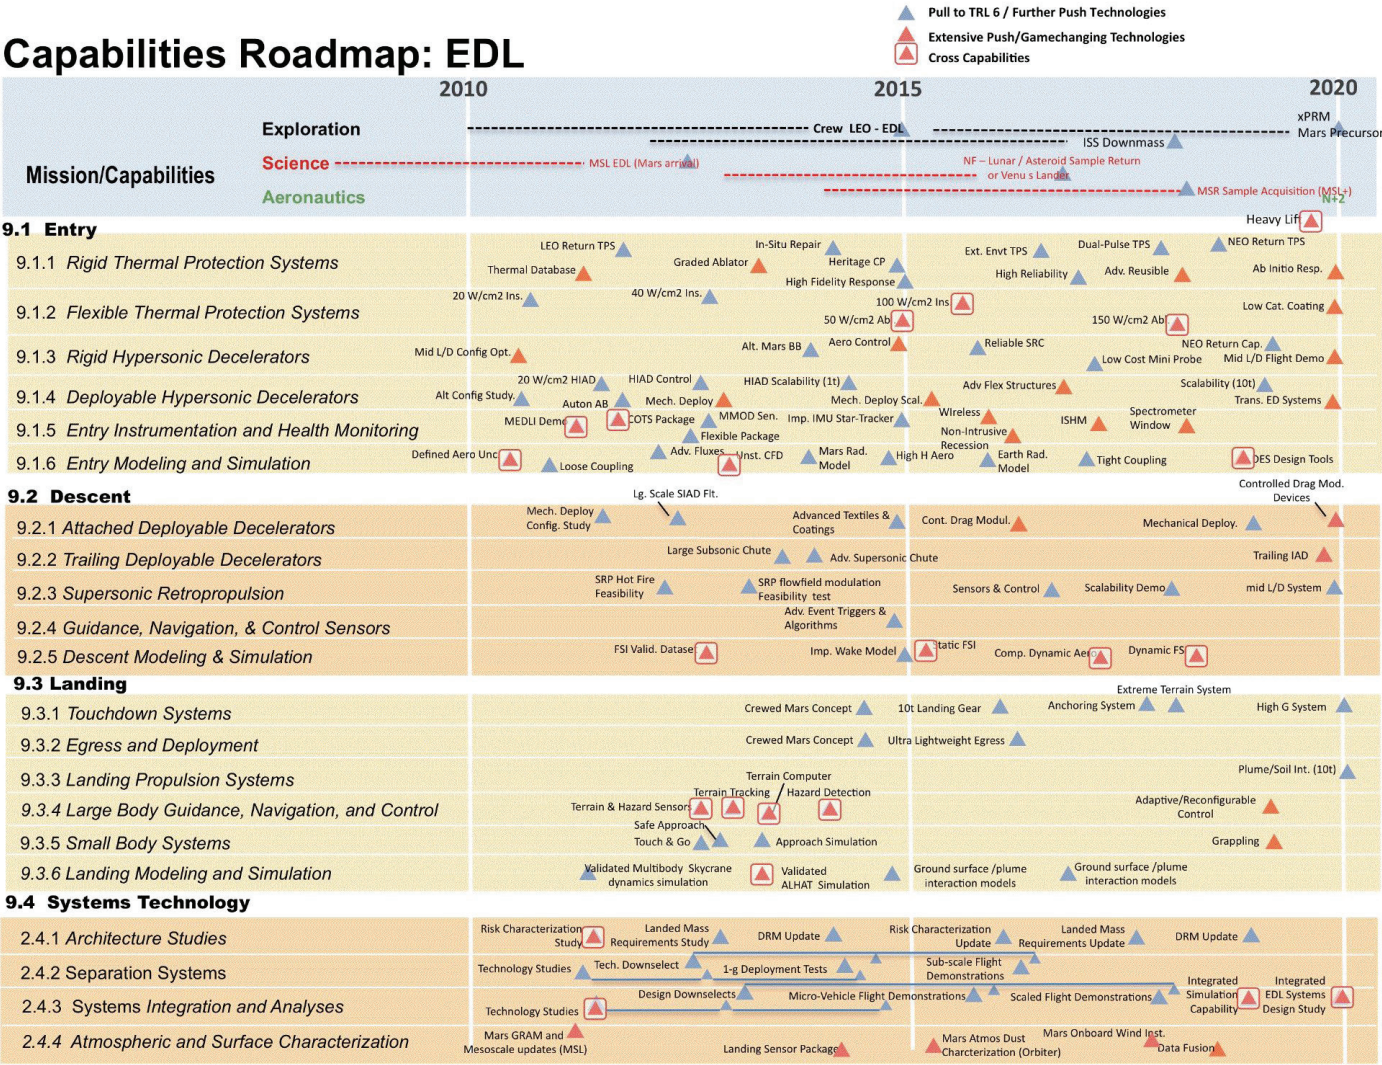 Pull to TRL 6 / Further Push Technologies
Extensive Push/Gamechanging Technologies
Cross Capabilities
Capabilities Roadmap: EDL
2010
2015
2020
Mission/Capabilities
Exploration
Crew LEO - EDL
xPRM
Mars Precursor
ISS Downmass
Science
MSL EDL (Mars arrival)
NF – Lunar / Asteroid Sample Return
or Venu s Lander
MSR Sample Acquisition (MSL+)
Aeronautics
N+2
Heavy Lif
9.1 Entry
9.1.1 Rigid Thermal Protection Systems
LEO Return TPS
In-Situ Repair
Ext. Envt TPS
Dual-Pulse TPS
NEO Return TPS
Thermal Database
Graded Ablator
Heritage CP
High Fidelity Response
High Reliability
Adv. Reusible
Ab Initio Resp.
9.1.2 Flexible Thermal Protection Systems
20 W/cm2 Ins.
40 W/cm2 Ins.
100 W/cm2 Ins
50 W/cm2 Ab
150 W/cm2 Abl
Low Cat. Coating
9.1.3 Rigid Hypersonic Decelerators
Mid L/D Config Opt.
Alt. Mars BB
Aero Control
Reliable SRC
Low Cost Mini Probe
NEO Return Cap.
Mid L/D Flight Demo
9.1.4 Deployable Hypersonic Decelerators
Alt Config Study.
20 W/cm2 HIAD
Auton AB
HIAD Control
Mech. Deploy
HIAD Scalability (1t)
Mech. Deploy Scal.
Adv Flex Structures
Scalability (10t)
Trans. ED Systems
9.1.5 Entry Instrumentation and Health Monitoring
MEDLI Demo
COTS Package
MMOD Sen.
Flexible Package
Imp. IMU Star-Tracker
WIreless
Non-Intrusive
Recession
ISHM
Spectrometer
Window
9.1.6 Entry Modeling and Simulation
Defined Aero Unc
Loose Coupling
Adv. Fluxes
Unst. CFD
Mars Rad.
Model
High H Aero
Earth Rad.
Model
Tight Coupling
DES Design Tools
9.2 Descent
Lg. Scale SIAD Flt.
Controlled Drag Mod.
Devices
9.2.1 Attached Deployable Decelerators
Mech. Deploy
Config. Study
Advanced Textiles &
Coatings
Cont. Drag Modul.
Mechanical Deploy.
9.2.2 Trailing Deployable Decelerators
Large Subsonic Chute
Adv. Supersonic Chute
Trailing IAD
9.2.3 Supersonic Retropropulsion
SRP Hot Fire
Feasibility
SRP flowfield modulation
Feasibility test
Sensors & Control
Scalability Demo
mid L/D System
9.2.4 Guidance, Navigation, & Control Sensors
Adv. Event Triggers &
Algorithms
9.2.5 Descent Modeling & Simulation
FSI Valid. Datase
Imp. Wake Model
Static FSI
Comp. Dynamic Aero
Dynamic FS
9.3 Landing
9.3.1 Touchdown Systems
Crewed Mars Concept
10t Landing Gear
Anchoring System
Extreme Terrain System
High G System
9.3.2 Egress and Deployment
Crewed Mars Concept
Ultra Lightweight Egress
9.3.3 Landing Propulsion Systems
Plume/Soil Int. (10t)
9.3.4 Large Body Guidance, Navigation, and Control
Terrain & Hazard Sensors
Terrain Tracking
Terrain Computer
Hazard Detection
Adaptive/Reconfigurable
Control
9.3.5 Small Body Systems
Safe Approach
Touch & Go
Approach Simulation
Grappling
9.3.6 Landing Modeling and Simulation
Validated Multibody Skycrane
dynamics simulation
Validated
ALHAT Simulation
Ground surface /plume
interaction models
Ground surface /plume
interaction models
9.4 Systems Technology
2.4.1 Architecture Studies
Risk Characterization
Study
Landed Mass
Requirements Study
DRM Update
Risk Characterization
Update
Landed Mass
Requirements Update
DRM Update
2.4.2 Separation Systems
Technology Studies
Tech. Downselect
1-g Deployment Tests
Sub-scale Flight
Demonstrations
2.4.3 Systems Integration and Analyses
Technology Studies
Design Downselects
Micro-Vehicle Flight Demonstrations
Scaled Flight Demonstrations
Integrated
Simulation
Capability
Integrated
EDL Systems
Design Study
2.4.4 Atmospheric and Surface Characterization
Mars GRAM and
Mesoscale updates (MSL)
Landing Sensor Package
Mars Atmos Dust
Charcterization (Orbiter)
Mars Onboard Wind Inst.
Data Fusion